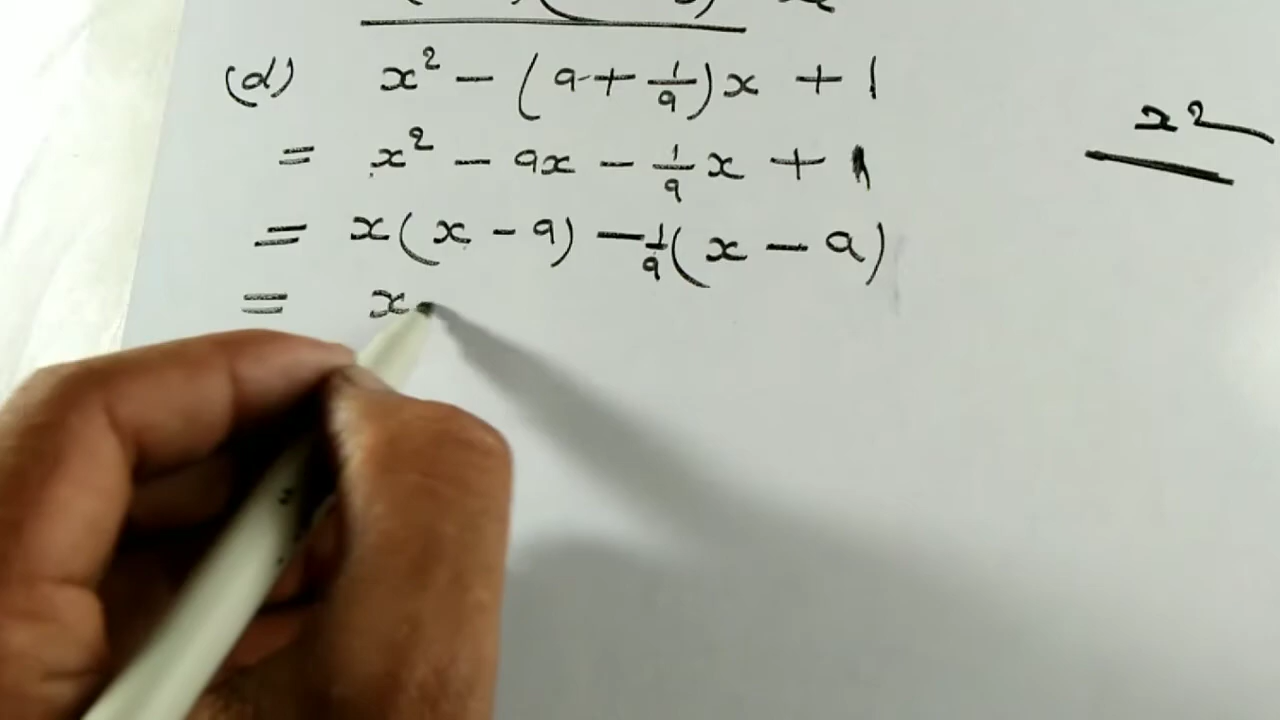 (d) x² - (a + 1/a)x + 1
= x² - ax - 1/a x + 1
= x(x - a) - 1/a(x - a)
= x
x²